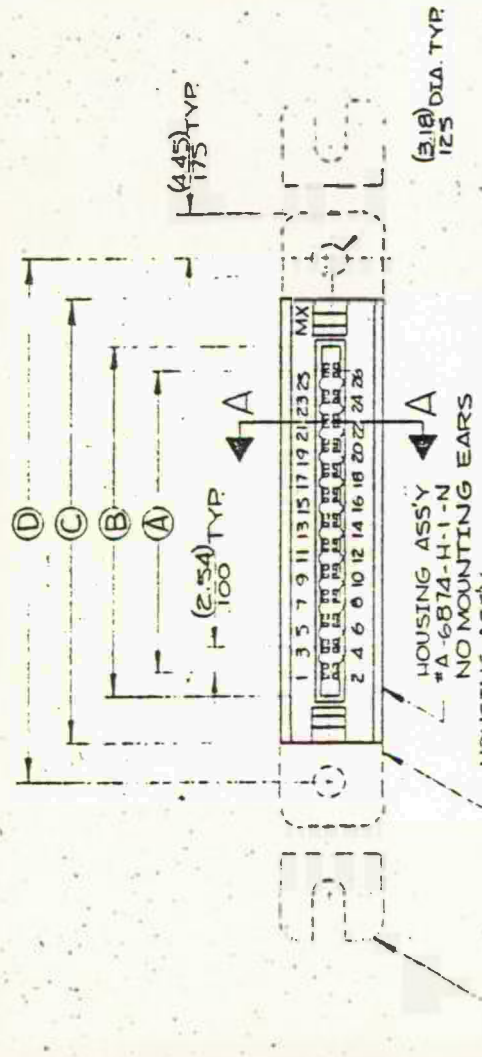 Ⓓ
Ⓒ
Ⓑ
Ⓐ
(4.45) TYP.
175
(2.54) TYP.
100
A
1 3 5 7 9 11 13 15 17 19 21 23 25
MX
2 4 6 8 10 12 14 16 18 20 22 24 26
A
(3.18) DIA. TYP.
125
HOUSING ASS'Y
#A-6874-H-1-N
NO MOUNTING EARS